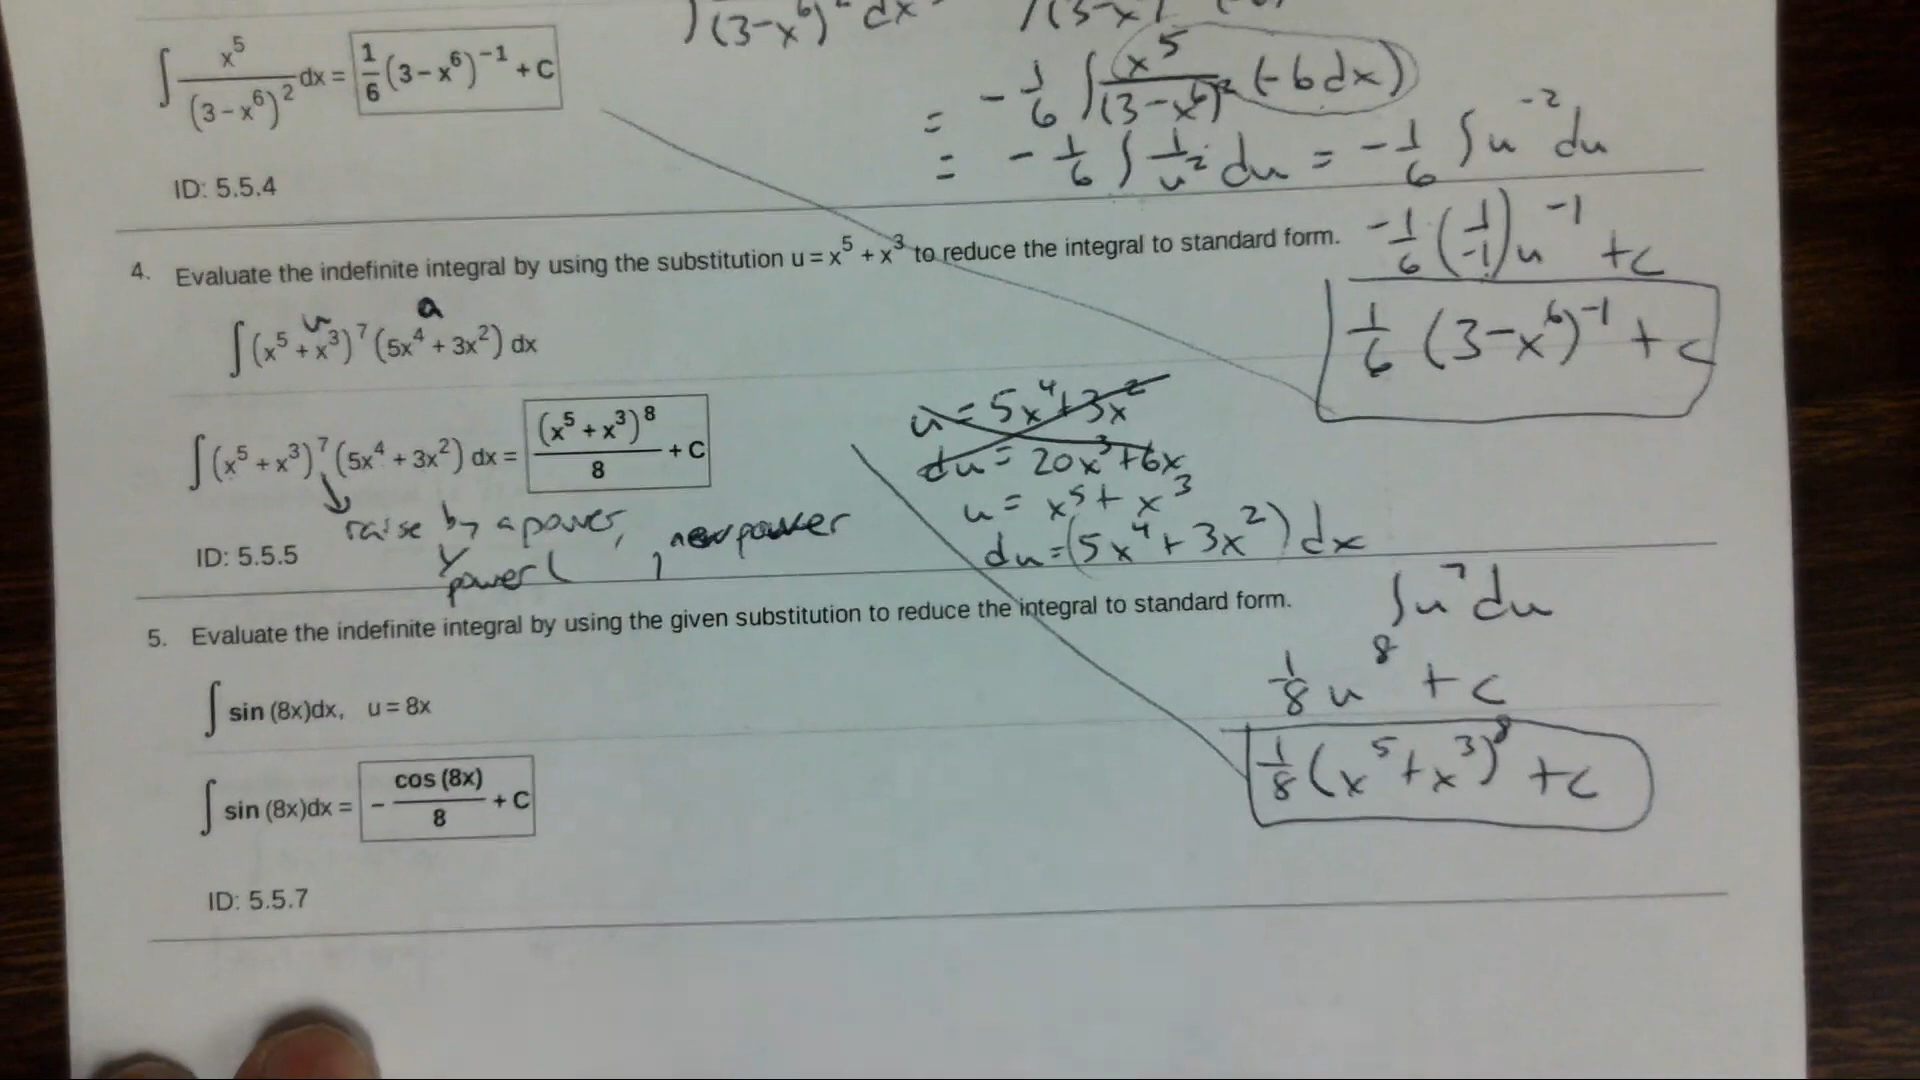 ∫ x⁵/(3−x⁶)² dx = 1/6 (3−x⁶)⁻¹ + C
= −1/6 ∫ x⁵/(3−x⁶)² (−6dx)
= −1/6 ∫ 1/u² du = −1/6 ∫u⁻² du
ID: 5.5.4
−1/6 (1/−1) u⁻¹ + c
1/6 (3−x⁶)⁻¹ + c
4. Evaluate the indefinite integral by using the substitution u = x⁵ + x³ to reduce the integral to standard form.
u a
∫(x⁵ + x³)⁷ (5x⁴ + 3x²) dx
∫(x⁵ + x³)⁷ (5x⁴ + 3x²) dx = (x⁵ + x³)⁸/8 + C
raise by a power,
power ( ) new power
ID: 5.5.5
u = 5x⁴+3x²
du = 20x³+6x
u = x⁵ + x³
du = (5x⁴ + 3x²) dx
∫u⁷ du
1/8 u⁸ + c
1/8 (x⁵+x³)⁸ + c
5. Evaluate the indefinite integral by using the given substitution to reduce the integral to standard form.
∫ sin (8x)dx, u = 8x
∫ sin (8x)dx = − cos (8x)/8 + C
ID: 5.5.7